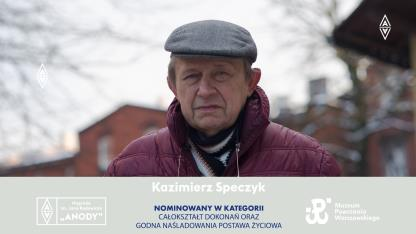 Kazimierz Speczyk
NOMINOWANY W KATEGORII
CAŁOKSZTAŁT DOKONAŃ ORAZ
GODNA NAŚLADOWANIA POSTAWA ŻYCIOWA
Nagroda
im. Jana Rodowicza
„ANODY”
Muzeum
Powstania
Warszawskiego